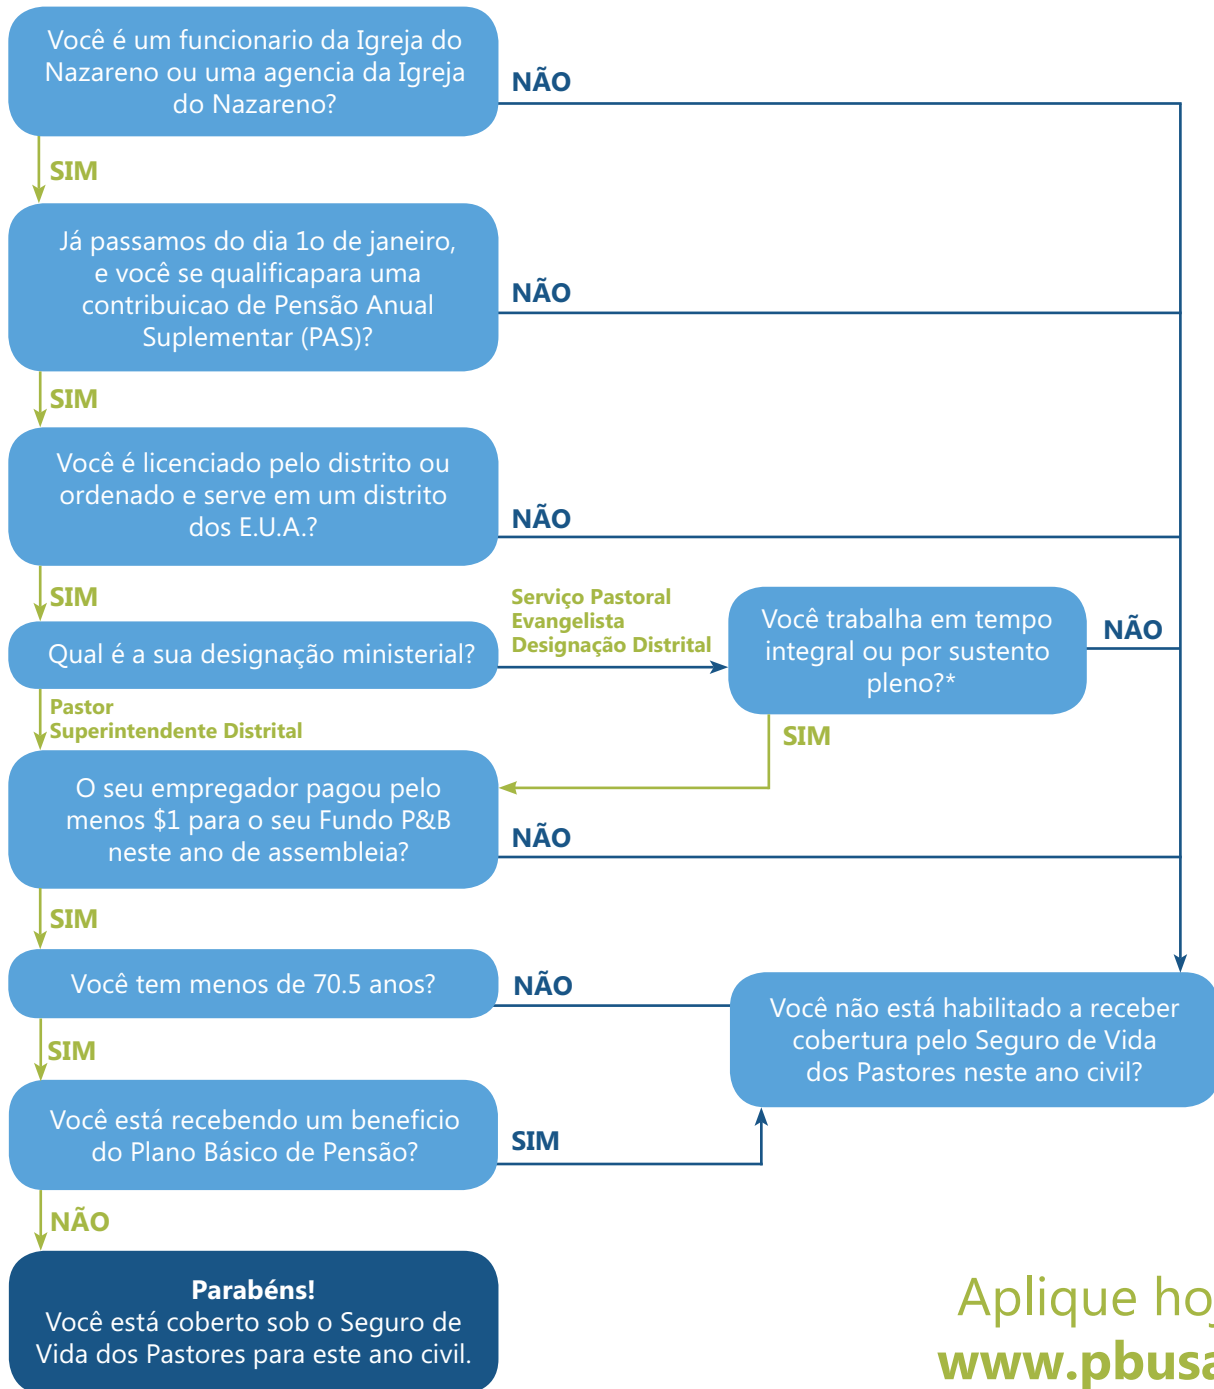 Você é um funcionario da Igreja do
Nazareno ou uma agencia da Igreja
do Nazareno?
NÃO
SIM
Já passamos do dia 1o de janeiro,
e você se qualificapara uma
contribuicao de Pensão Anual
Suplementar (PAS)?
NÃO
SIM
Você é licenciado pelo distrito ou
ordenado e serve em um distrito
dos E.U.A.?
NÃO
SIM
Qual é a sua designação ministerial?
Serviço Pastoral
Evangelista
Designação Distrital
Você trabalha em tempo
integral ou por sustento
pleno?*
NÃO
SIM
Pastor
Superintendente Distrital
O seu empregador pagou pelo
menos $1 para o seu Fundo P&B
neste ano de assembleia?
NÃO
SIM
Você tem menos de 70.5 anos?
NÃO
Você não está habilitado a receber
cobertura pelo Seguro de Vida
dos Pastores neste ano civil?
SIM
Você está recebendo um beneficio
do Plano Básico de Pensão?
SIM
NÃO
Parabéns!
Você está coberto sob o Seguro de
Vida dos Pastores para este ano civil.
Aplique
www.pbusa